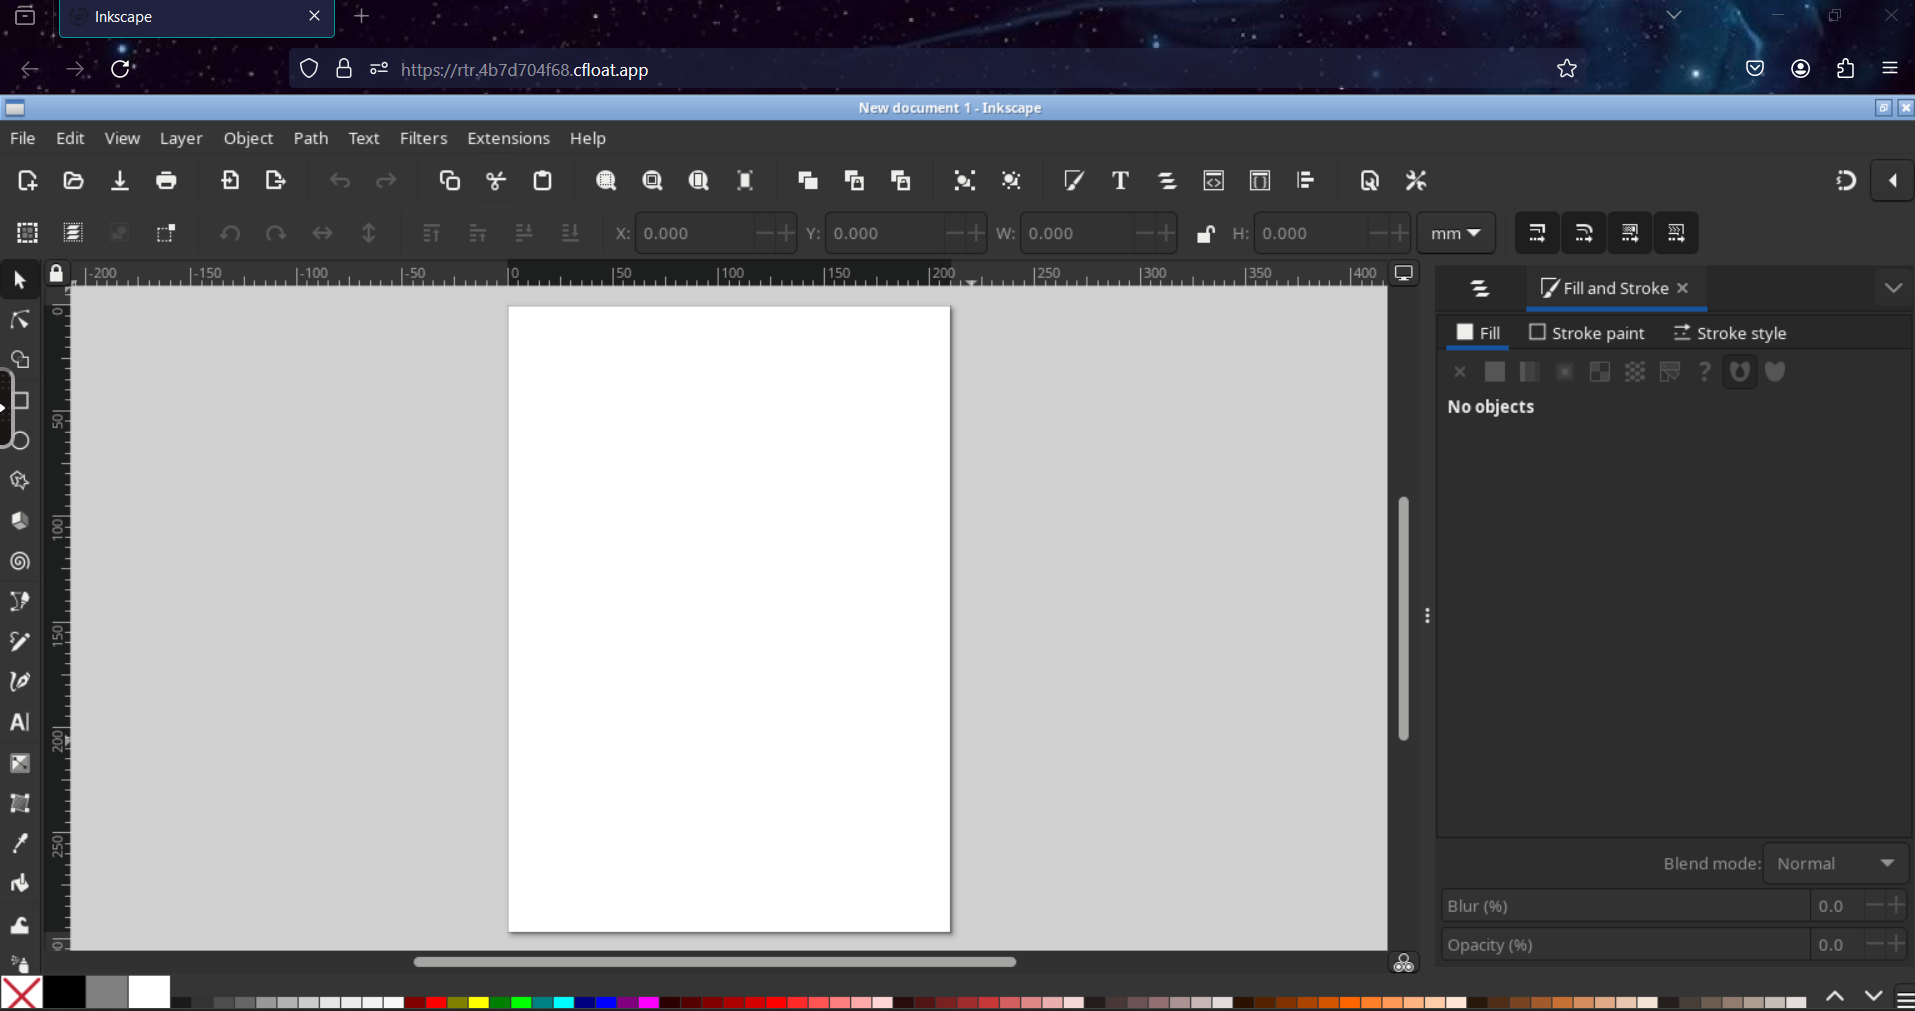 Inkscape
https://rtr.4b7d704f68.cfloat.app
New document 1 - Inkscape
File Edit View Layer Object Path Text Filters Extensions Help
X: 0.000 Y: 0.000 W: 0.000 H: 0.000 mm
-200 -150 -100 -50 0 50 100 150 200 250 300 350 400
Fill and Stroke
0
Fill Stroke paint Stroke style
No objects
50
100
150
200
250
Blend mode: Normal
Blur (%) 0.0
Opacity (%) 0.0